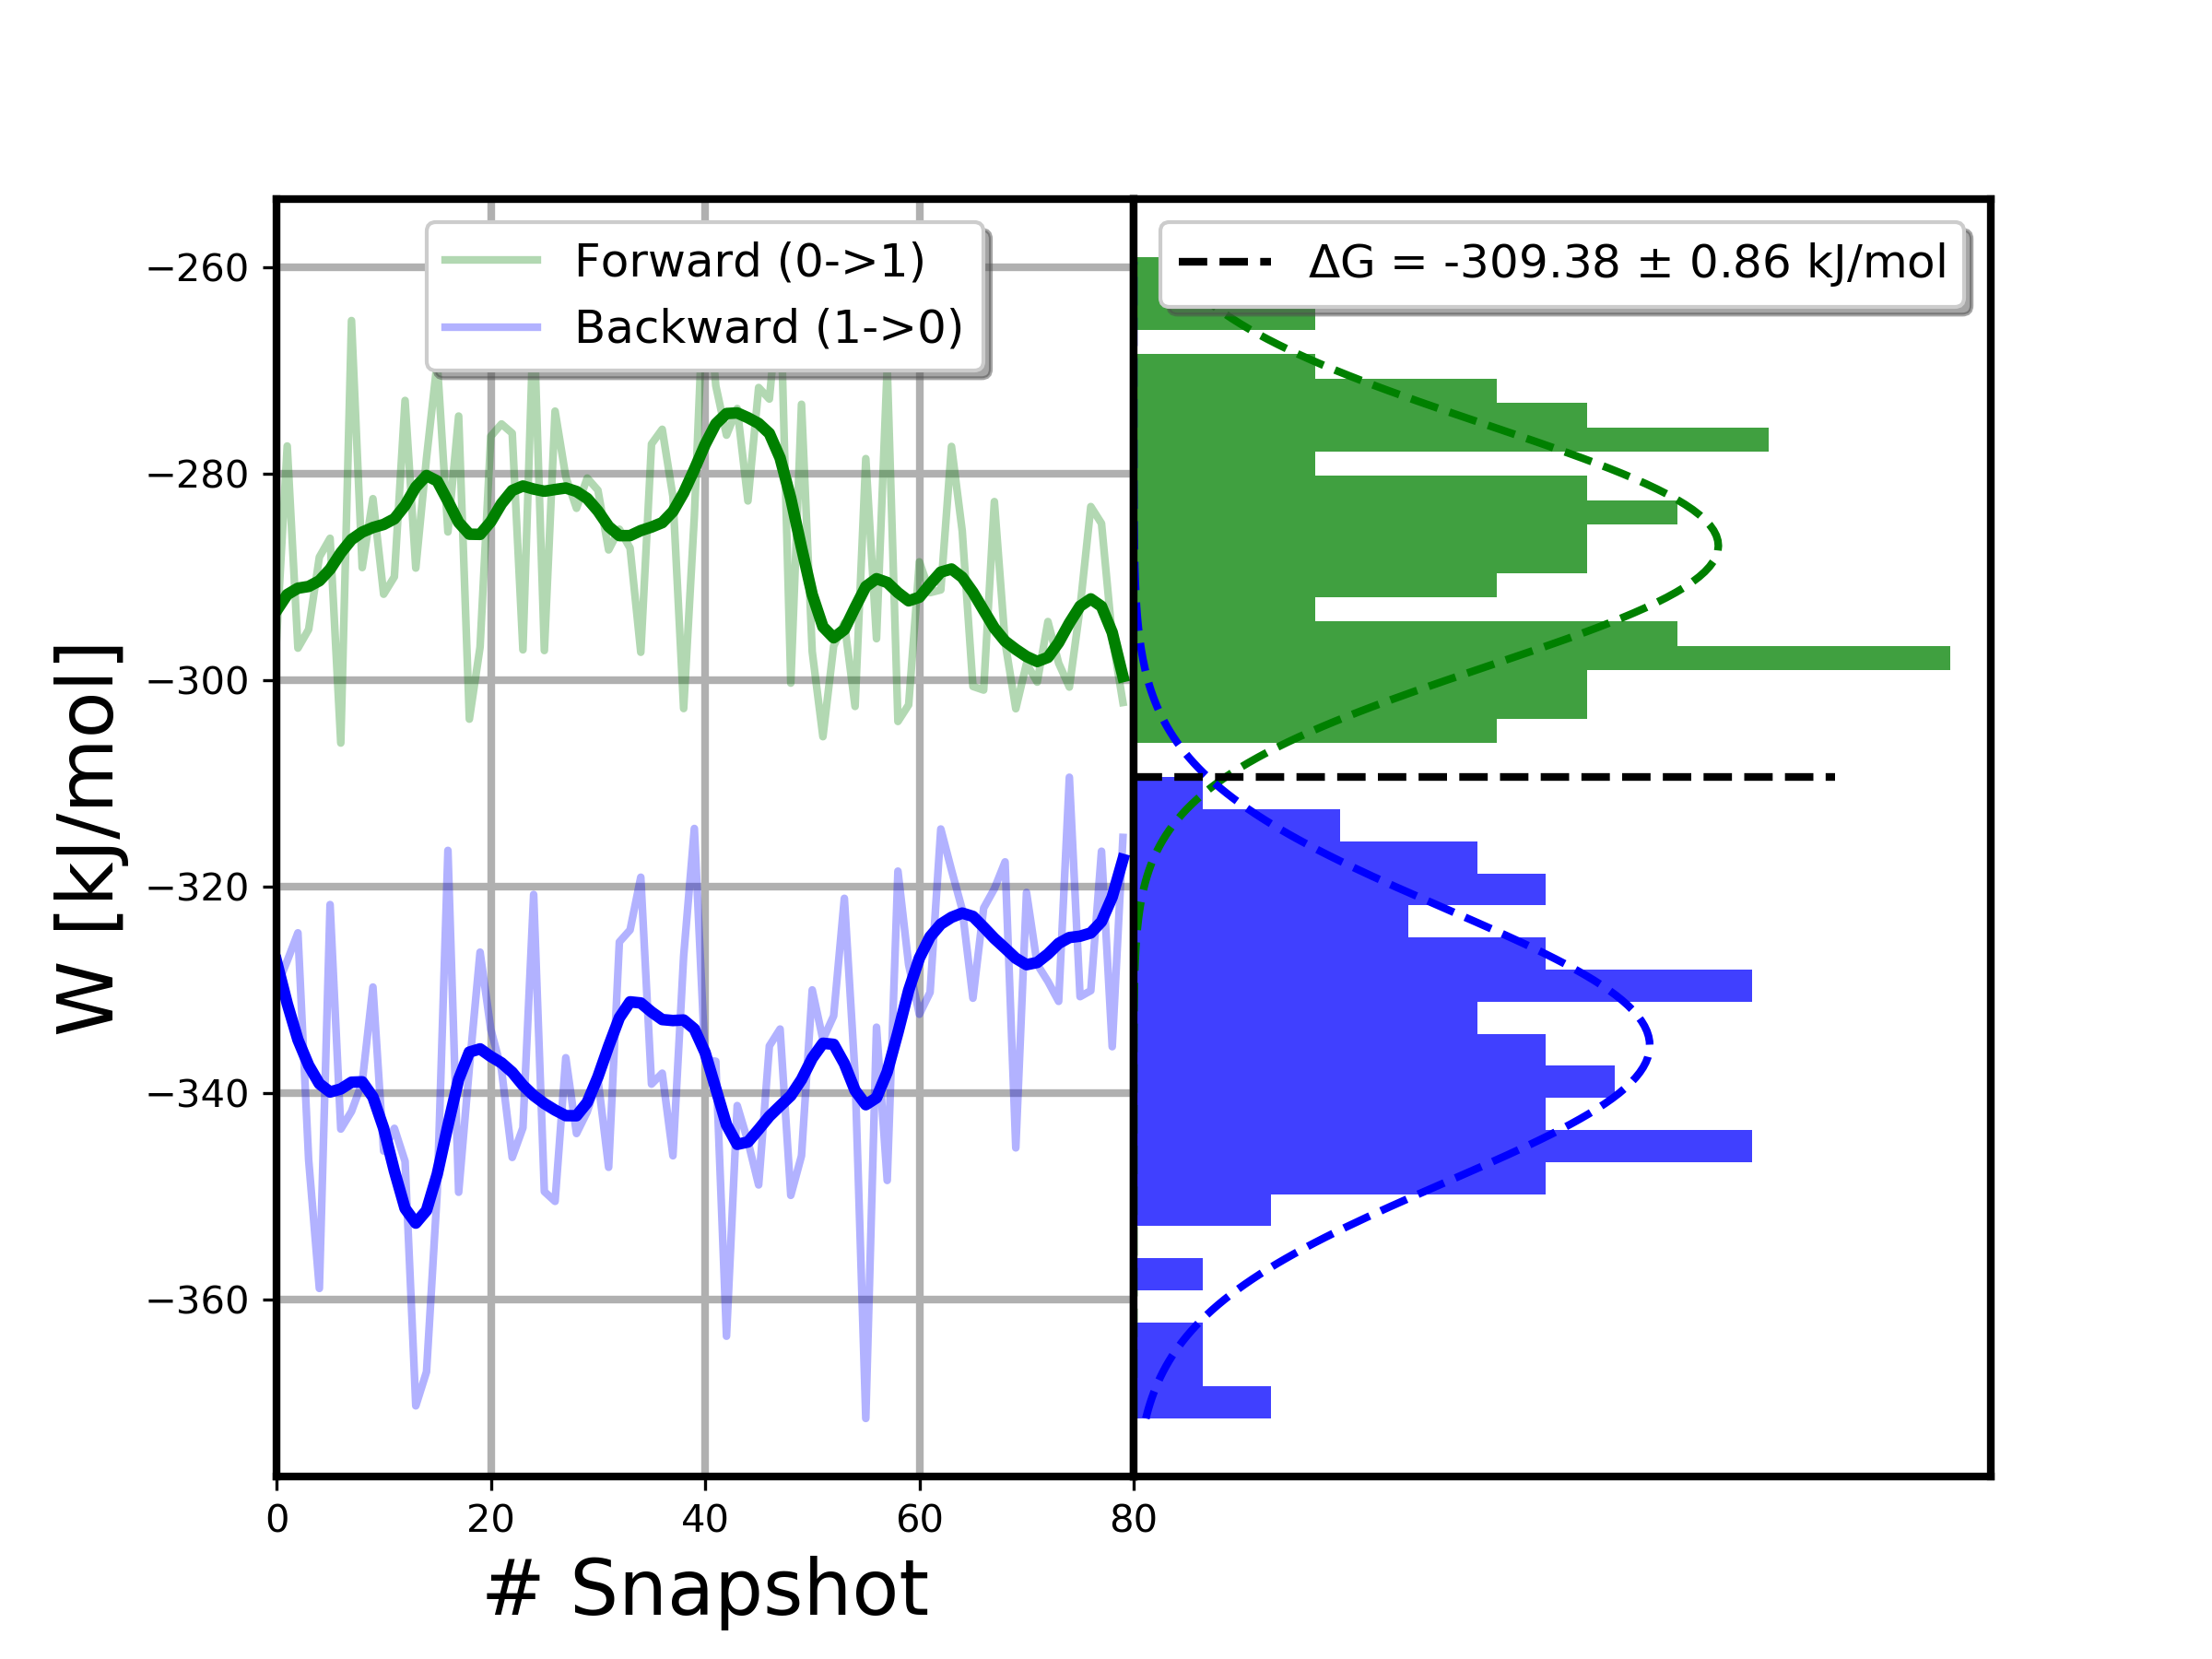 Forward (0->1)
Backward (1->0)
ΔG = -309.38 ± 0.86 kJ/mol
W [kJ/mol]
−260
−280
−300
−320
−340
−360
0 20 40 60 80
# Snapshot